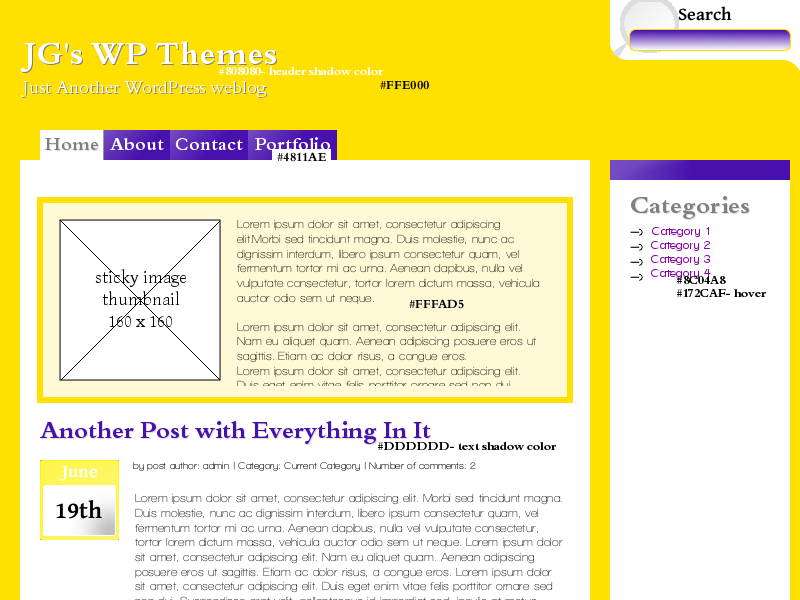 Search
JG's WP Themes
#808080- header shadow color
Just Another WordPress weblog
#FFE000
Home About Contact Portfolio
#4811AE
Lorem ipsum dolor sit amet, consectetur adipiscing
elit.Morbi sed tincidunt magna. Duis molestie, nunc ac
dignissim interdum, libero ipsum consectetur quam, vel
fermentum tortor mi ac urna. Aenean dapibus, nulla vel
vulputate consectetur, tortor lorem dictum massa, vehicula
auctor odio sem ut neque.
#FFFAD5
Lorem ipsum dolor sit amet, consectetur adipiscing elit.
Nam eu aliquet quam. Aenean adipiscing posuere eros ut
sagittis. Etiam ac dolor risus, a congue eros.
Lorem ipsum dolor sit amet, consectetur adipiscing elit.
Duis eget enim vitae felis porttitor ornare sed non dui.
sticky image
thumbnail
160 x 160
Categories
Category 1
Category 2
Category 3
Category 4
#8C04A8
#172CAF- hover
Another Post with Everything In It
#DDDDDD- text shadow color
June
19th
by post author: admin | Category: Current Category | Number of comments: 2
Lorem ipsum dolor sit amet, consectetur adipiscing elit. Morbi sed tincidunt magna.
Duis molestie, nunc ac dignissim interdum, libero ipsum consectetur quam, vel
fermentum tortor mi ac urna. Aenean dapibus, nulla vel vulputate consectetur,
tortor lorem dictum massa, vehicula auctor odio sem ut neque. Lorem ipsum dolor
sit amet, consectetur adipiscing elit. Nam eu aliquet quam. Aenean adipiscing
posuere eros ut sagittis. Etiam ac dolor risus, a congue eros. Lorem ipsum dolor
sit amet, consectetur adipiscing elit. Duis eget enim vitae felis porttitor ornare sed